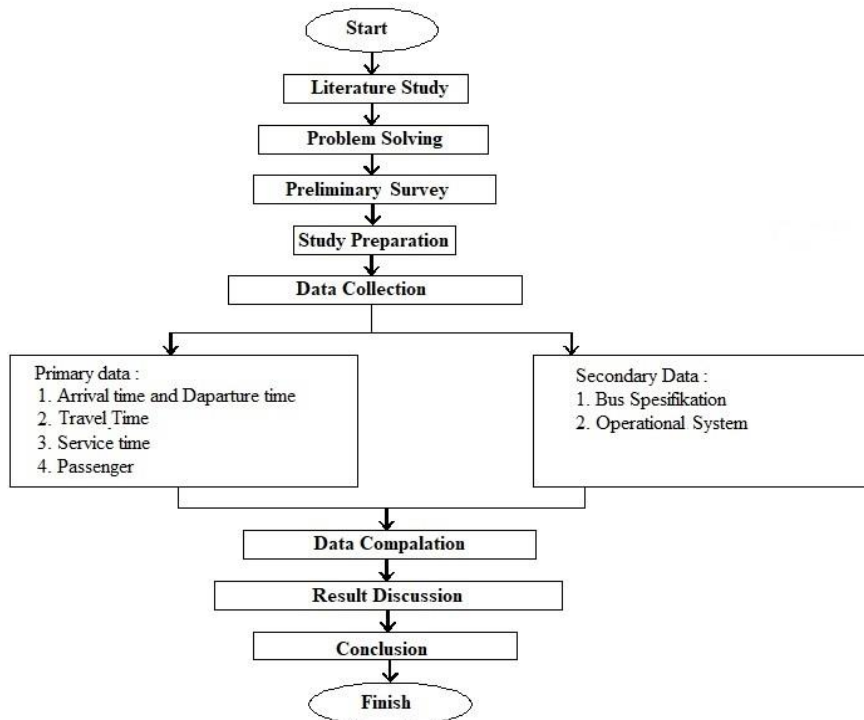 Start
Literature Study
Problem Solving
Preliminary Survey
Study Preparation
Data Collection
Primary data :
1. Arrival time and Daparture time
2. Travel Time
3. Service time
4. Passenger
Secondary Data :
1. Bus Spesifikation
2. Operational System
Data Compalation
Result Discussion
Conclusion
Finish